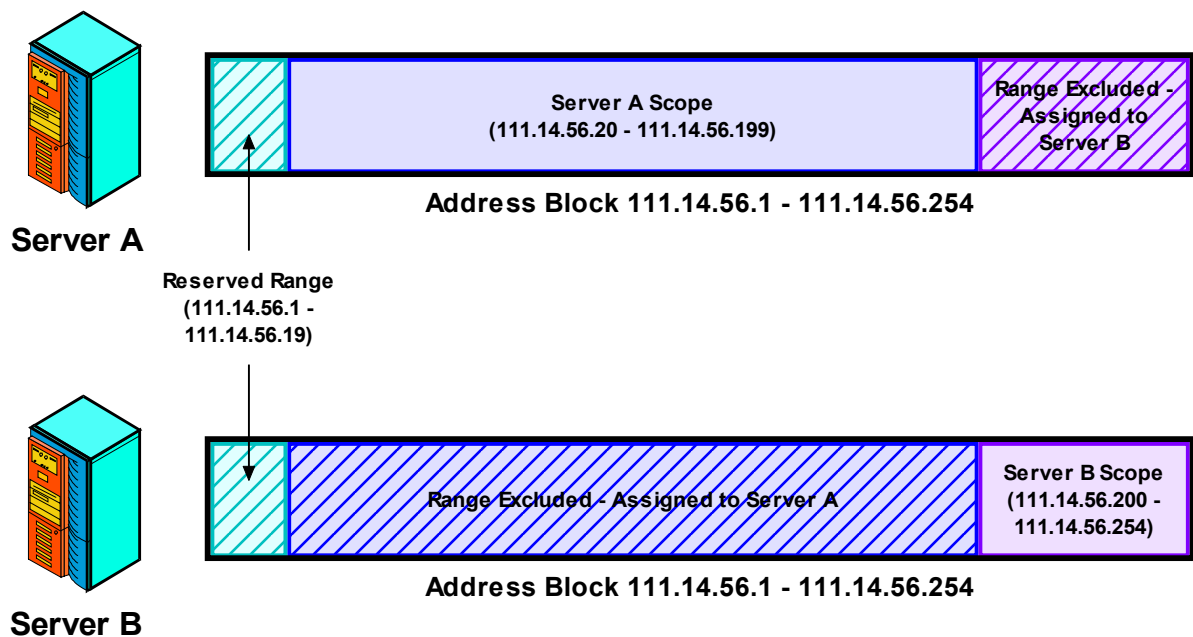 Server A Scope
(111.14.56.20 - 111.14.56.199)
Range Excluded -
Assigned to
Server B
Address Block 111.14.56.1 - 111.14.56.254
Server A
Reserved Range
(111.14.56.1 -
111.14.56.19)
Range Excluded - Assigned to Server A
Server B Scope
(111.14.56.200 -
111.14.56.254)
Address Block 111.14.56.1 - 111.14.56.254
Server B